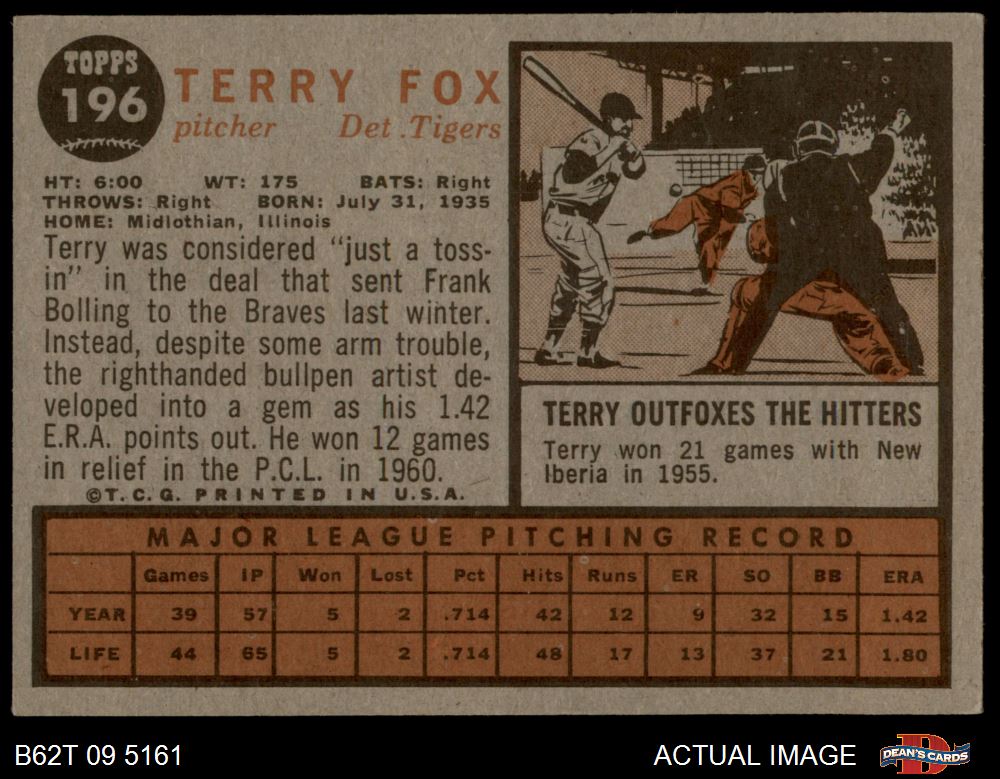 TOPPS
196
TERRY FOX
pitcher Det. Tigers
HT: 6:00 WT: 175 BATS: Right
THROWS: Right BORN: July 31, 1935
HOME: Midlothian, Illinois
Terry was considered "just a toss-
in" in the deal that sent Frank
Bolling to the Braves last winter.
Instead, despite some arm trouble,
the righthanded bullpen artist de-
veloped into a gem as his 1.42
E.R.A. points out. He won 12 games
in relief in the P.C.L. in 1960.
©T.C.G. PRINTED IN U.S.A.
TERRY OUTFOXES THE HITTERS
Terry won 21 games with New
Iberia in 1955.
MAJOR LEAGUE PITCHING RECORD
Games IP Won Lost Pct Hits Runs ER SO BB ERA
YEAR 39 57 5 2 .714 42 12 9 32 15 1.42
LIFE 44 65 5 2 .714 48 17 13 37 21 1.80
B62T 09 5161 ACTUAL IMAGE DEAN'S CARDS